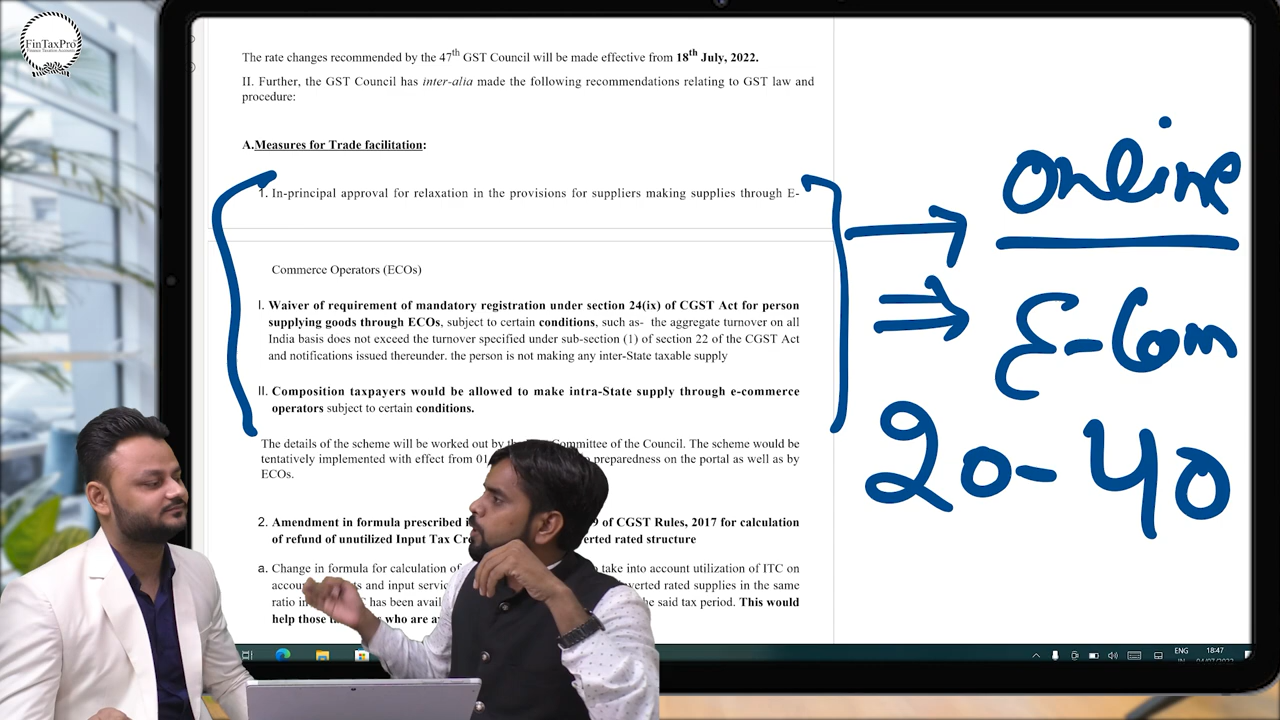 FinTaxPro
The rate changes recommended by the 47th GST Council will be made effective from 18th July, 2022.
II. Further, the GST Council has inter-alia made the following recommendations relating to GST law and
procedure:
A.Measures for Trade facilitation:
1. In-principal approval for relaxation in the provisions for suppliers making supplies through E-
Commerce Operators (ECOs)
I. Waiver of requirement of mandatory registration under section 24(ix) of CGST Act for person
supplying goods through ECOs, subject to certain conditions, such as- the aggregate turnover on all
India basis does not exceed the turnover specified under sub-section (1) of section 22 of the CGST Act
and notifications issued thereunder. the person is not making any inter-State taxable supply
II. Composition taxpayers would be allowed to make intra-State supply through e-commerce
operators subject to certain conditions.
The details of the scheme will be worked out by Committee of the Council. The scheme would be
tentatively implemented with effect from 01 preparedness on the portal as well as by
ECOs.
2. Amendment in formula prescribed 9 of CGST Rules, 2017 for calculation
of refund of unutilized Input Tax rated structure
a. Change in formula for calculation of take into account utilization of ITC on
and input rated supplies in the same
ratio has been said tax period. This would
help those who are
online
E-Com
20-40
ENG
18:47
04/07/2022